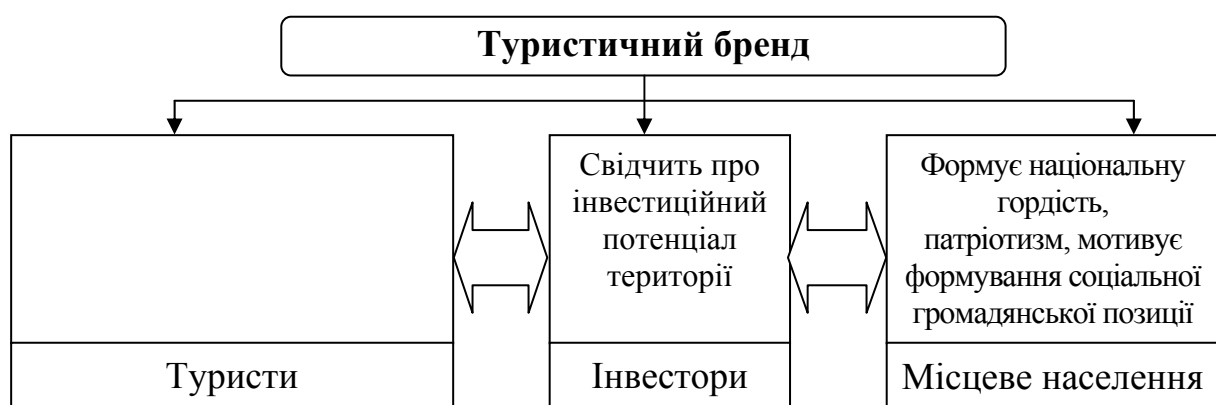 Туристичний бренд
Свідчить про
інвестиційний
потенціал
території
Формує національну
гордість,
патріотизм, мотивує
формування соціальної
громадянської позиції
Туристи
Інвестори
Місцеве населення